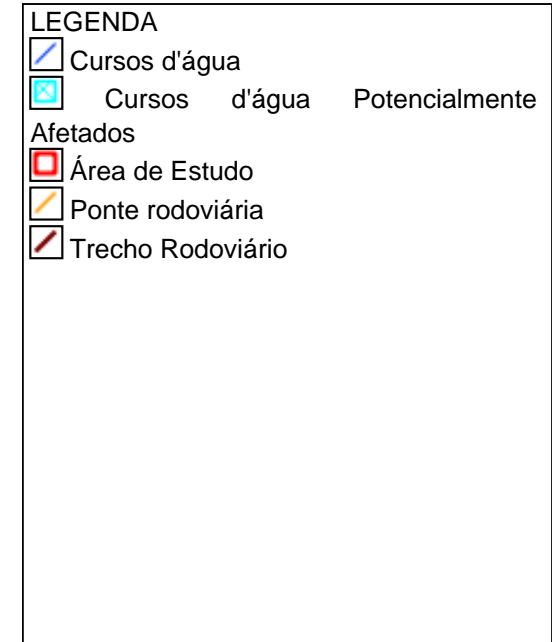 LEGENDA
Cursos d'água
Cursos d'água Potencialmente
Afetados
Área de Estudo
Ponte rodoviária
Trecho Rodoviário